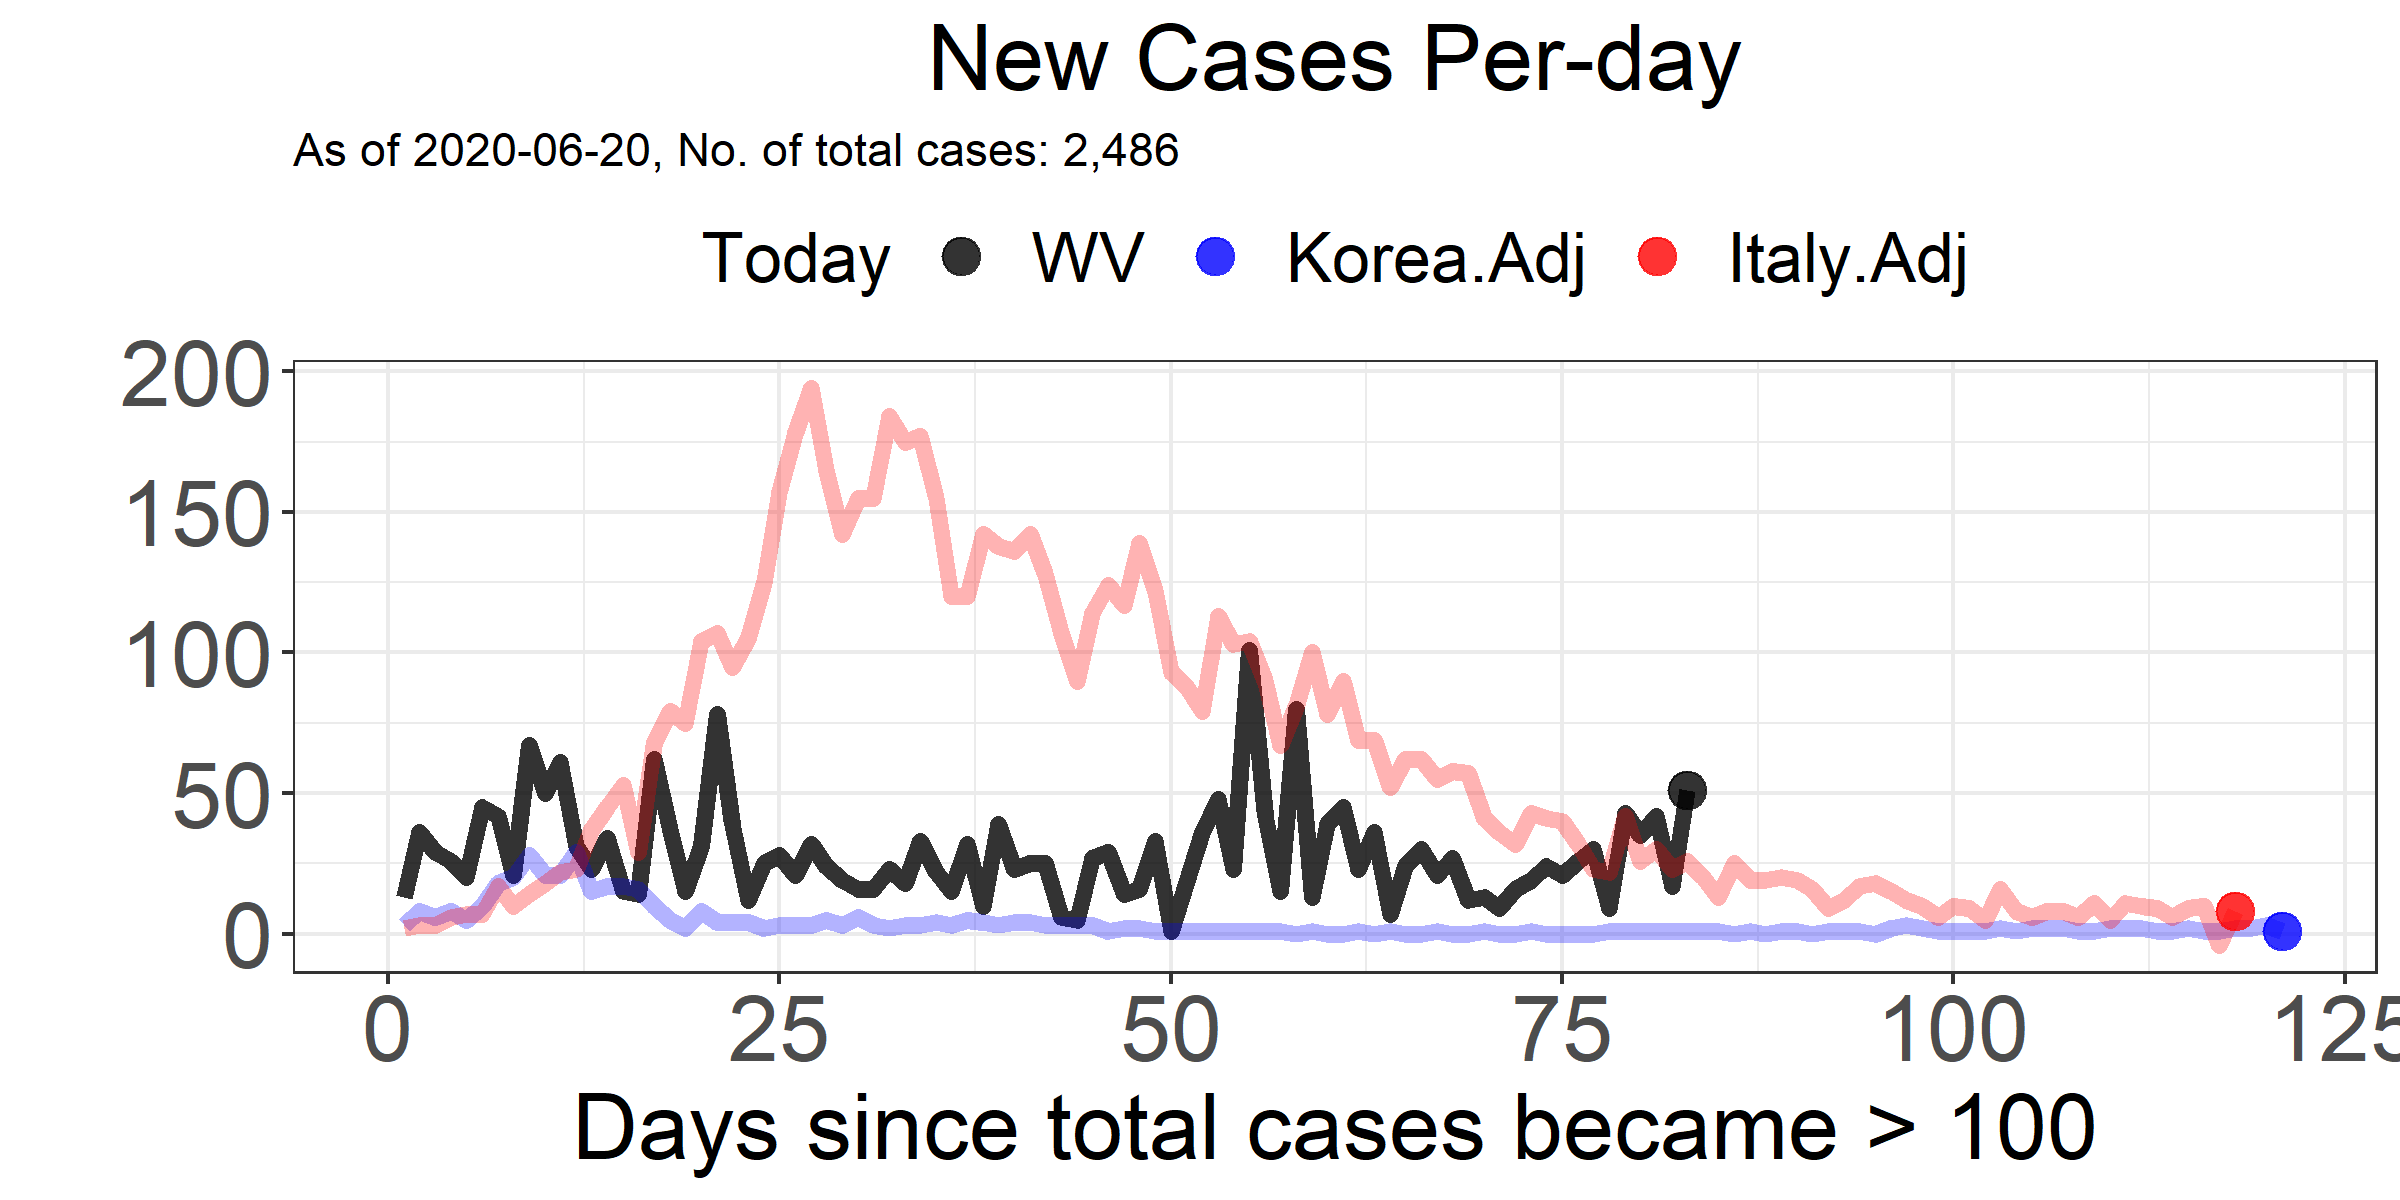 New Cases Per-day
As of 2020-06-20, No. of total cases: 2,486
Today WV Korea.Adj Italy.Adj
200
150
100
50
0
0 25 50 75 100 125
Days since total cases became > 100